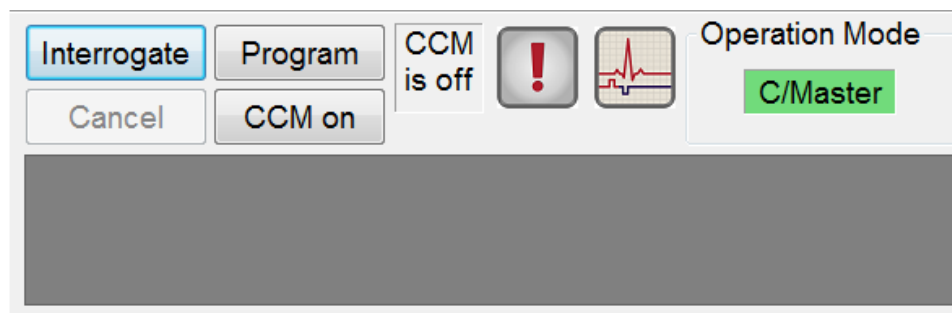 Interrogate
Program
CCM
is off
Operation Mode
C/Master
Cancel
CCM on